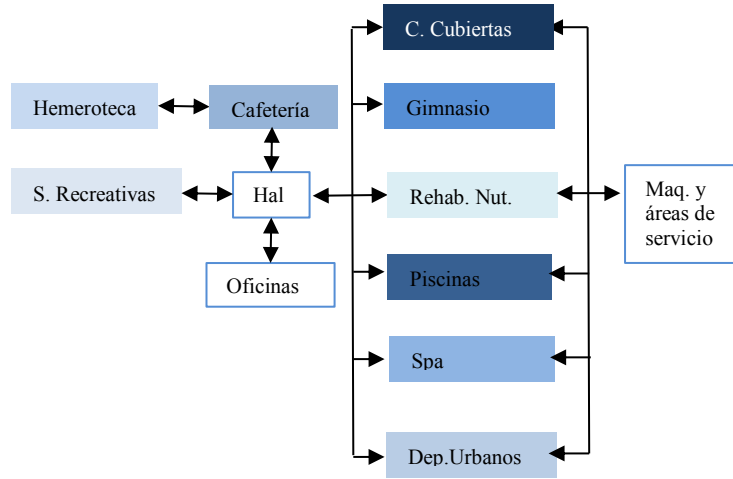 C. Cubiertas
Hemeroteca
Cafetería
Gimnasio
S. Recreativas
Hal
Rehab. Nut.
Maq. y
áreas de
servicio
Oficinas
Piscinas
Spa
Dep.Urbanos